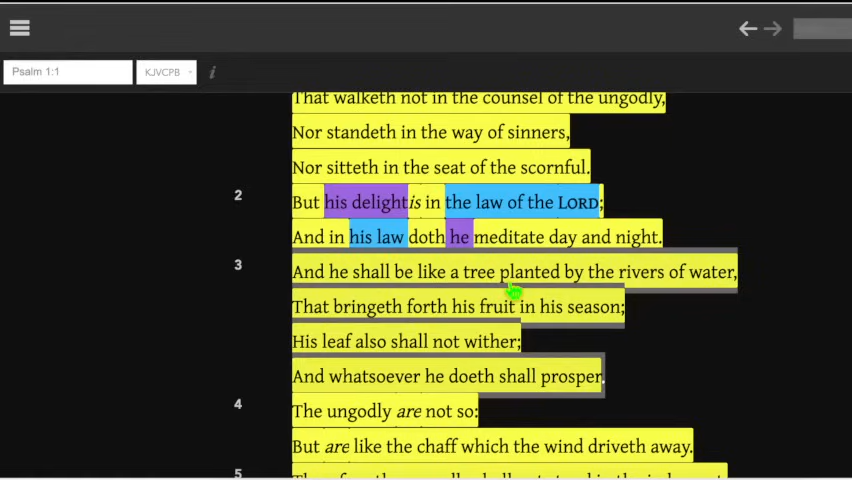 Psalm 1:1 KJVCPB i
That walketh not in the counsel of the ungodly,
Nor standeth in the way of sinners,
Nor sitteth in the seat of the scornful.
2 But his delight is in the law of the LORD;
And in his law doth he meditate day and night.
3 And he shall be like a tree planted by the rivers of water,
That bringeth forth his fruit in his season;
His leaf also shall not wither;
And whatsoever he doeth shall prosper.
4 The ungodly are not so:
But are like the chaff which the wind driveth away.
5